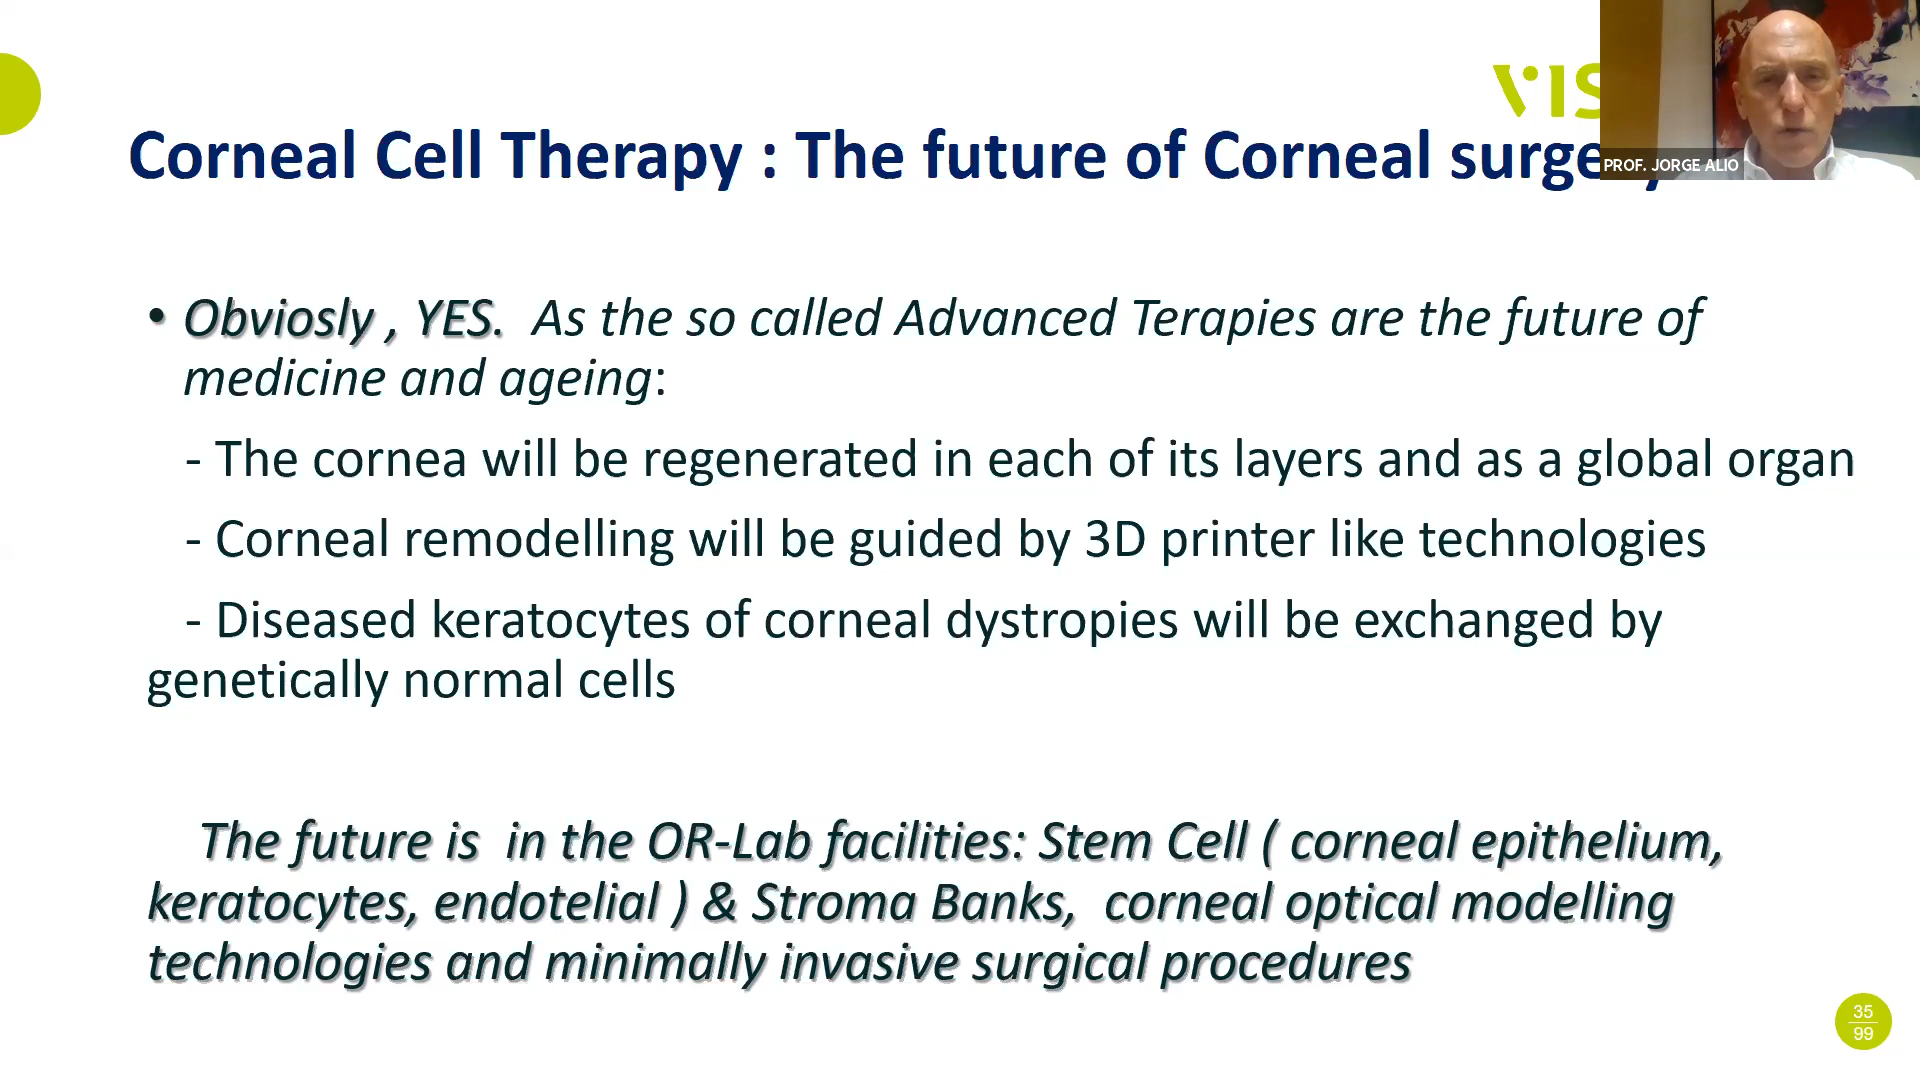 VIS
Corneal Cell Therapy : The future of Corneal surge
PROF. JORGE ALIO
• Obviosly , YES. As the so called Advanced Terapies are the future of
medicine and ageing:
- The cornea will be regenerated in each of its layers and as a global organ
- Corneal remodelling will be guided by 3D printer like technologies
- Diseased keratocytes of corneal dystropies will be exchanged by
genetically normal cells
The future is in the OR-Lab facilities: Stem Cell ( corneal epithelium,
keratocytes, endotelial ) & Stroma Banks, corneal optical modelling
technologies and minimally invasive surgical procedures
35
99